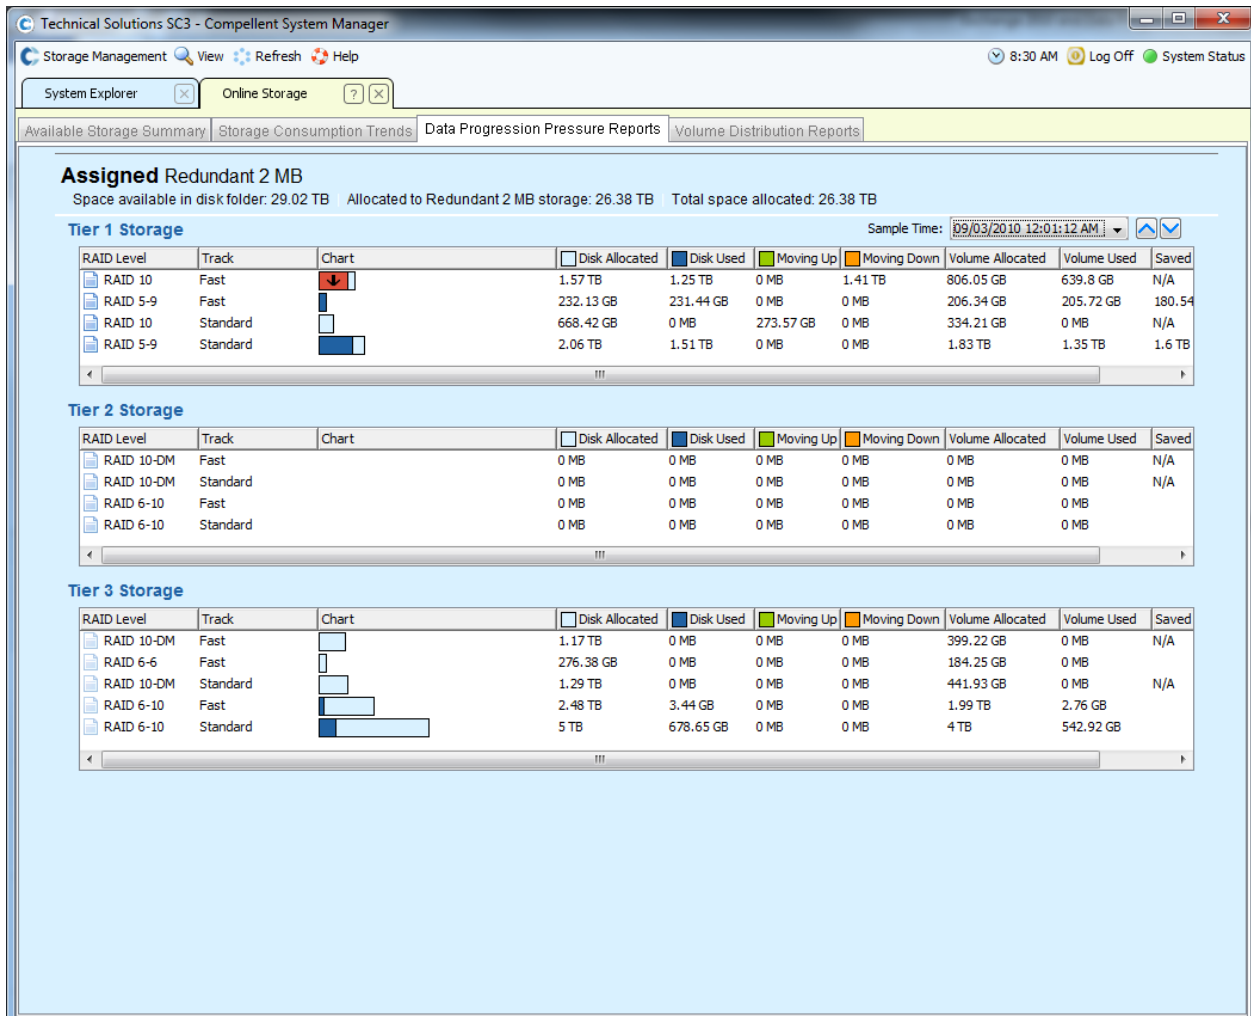 Technical Solutions SC3 - Compellent System Manager
Storage Management View Refresh Help 8:30 AM Log Off System Status
System Explorer Online Storage
Available Storage Summary Storage Consumption Trends Data Progression Pressure Reports Volume Distribution Reports
Assigned Redundant 2 MB
Space available in disk folder: 29.02 TB Allocated to Redundant 2 MB storage: 26.38 TB Total space allocated: 26.38 TB
Tier 1 Storage Sample Time: 09/03/2010 12:01:12 AM
RAID Level Track Chart Disk Allocated Disk Used Moving Up Moving Down Volume Allocated Volume Used Saved
RAID 10 Fast 1.57 TB 1.25 TB 0 MB 1.41 TB 806.05 GB 639.8 GB N/A
RAID 5-9 Fast 232.13 GB 231.44 GB 0 MB 0 MB 206.34 GB 205.72 GB 180.54
RAID 10 Standard 668.42 GB 0 MB 273.57 GB 0 MB 334.21 GB 0 MB N/A
RAID 5-9 Standard 2.06 TB 1.51 TB 0 MB 0 MB 1.83 TB 1.35 TB 1.6 TB
Tier 2 Storage
RAID Level Track Chart Disk Allocated Disk Used Moving Up Moving Down Volume Allocated Volume Used Saved
RAID 10-DM Fast 0 MB 0 MB 0 MB 0 MB 0 MB 0 MB N/A
RAID 10-DM Standard 0 MB 0 MB 0 MB 0 MB 0 MB 0 MB N/A
RAID 6-10 Fast 0 MB 0 MB 0 MB 0 MB 0 MB 0 MB
RAID 6-10 Standard 0 MB 0 MB 0 MB 0 MB 0 MB 0 MB
Tier 3 Storage
RAID Level Track Chart Disk Allocated Disk Used Moving Up Moving Down Volume Allocated Volume Used Saved
RAID 10-DM Fast 1.17 TB 0 MB 0 MB 0 MB 399.22 GB 0 MB N/A
RAID 6-6 Fast 276.38 GB 0 MB 0 MB 0 MB 184.25 GB 0 MB
RAID 10-DM Standard 1.29 TB 0 MB 0 MB 0 MB 441.93 GB 0 MB N/A
RAID 6-10 Fast 2.48 TB 3.44 GB 0 MB 0 MB 1.99 TB 2.76 GB
RAID 6-10 Standard 5 TB 678.65 GB 0 MB 0 MB 4 TB 542.92 GB